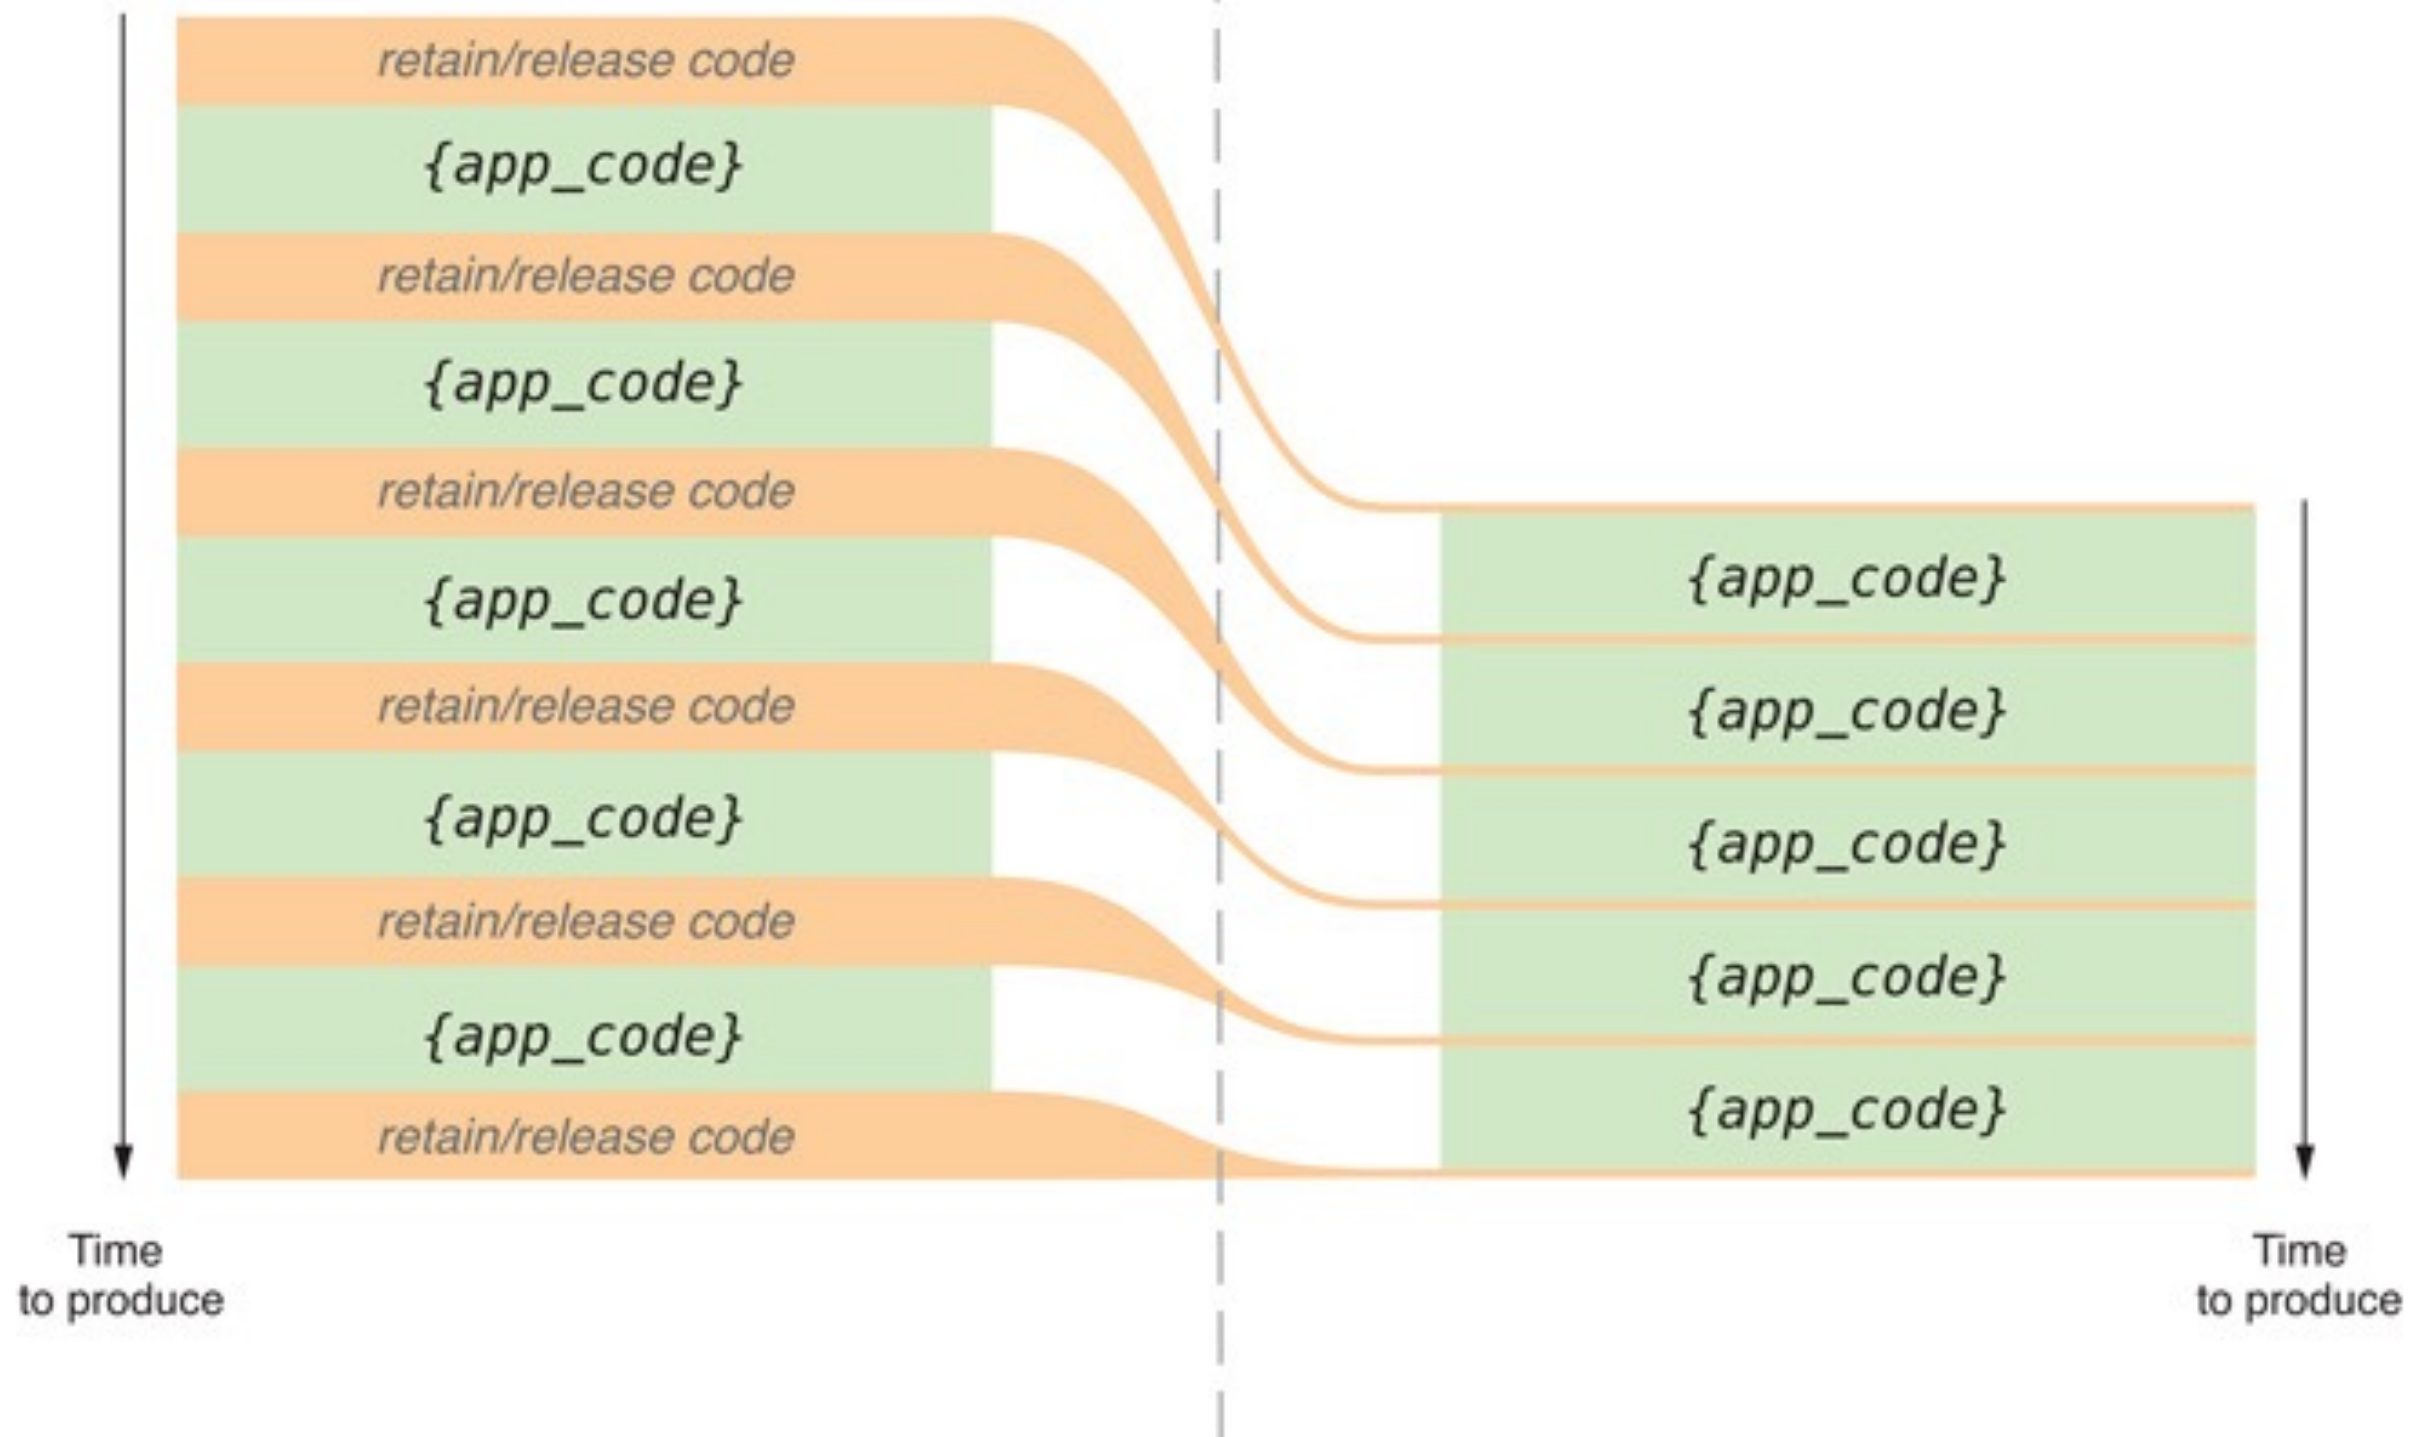 retain/release code
{app_code}
retain/release code
{app_code}
retain/release code
{app_code}
retain/release code
{app_code}
retain/release code
{app_code}
retain/release code
{app_code}
{app_code}
{app_code}
{app_code}
{app_code}
Time
to produce
Time
to produce